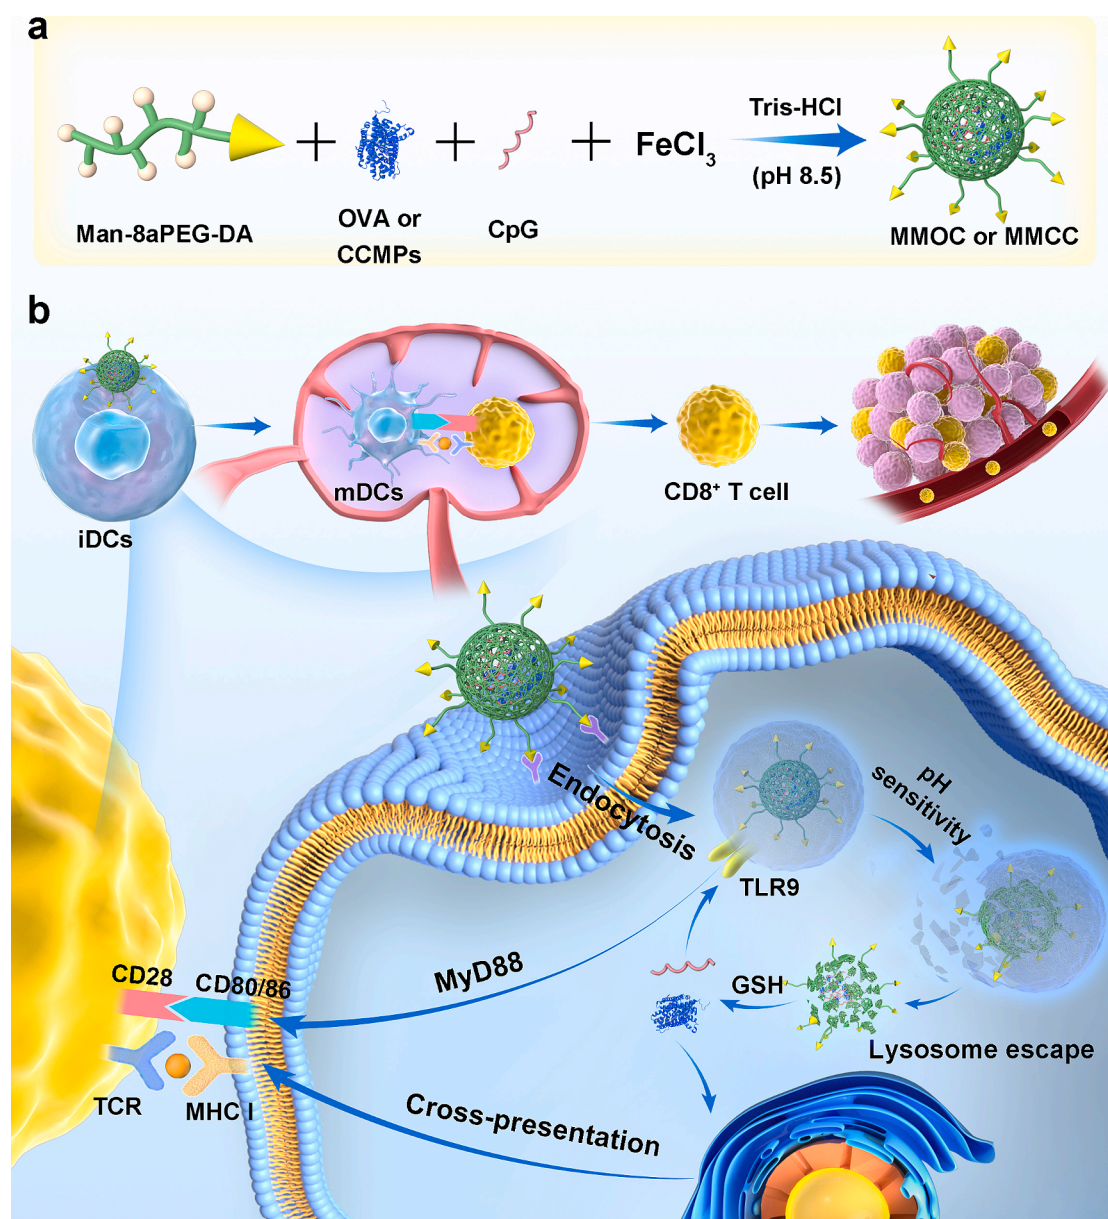 a
Tris-HCl
FeCl₃
(pH 8.5)
OVA or
CCMPs
CpG
Man-8aPEG-DA
MMOC or MMCC
b
mDCs
CD8⁺ T cell
iDCs
Endocytosis
pH
sensitivity
TLR9
MyD88
CD28
CD80/86
GSH
Lysosome escape
TCR
MHC I
Cross-presentation